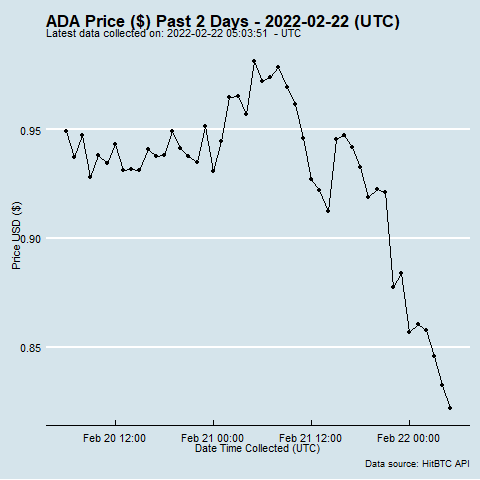 ADA Price ($) Past 2 Days - 2022-02-22 (UTC)
Latest data collected on: 2022-02-22 05:03:51 - UTC
Price USD ($)
0.95
0.90
0.85
Feb 20 12:00 Feb 21 00:00 Feb 21 12:00 Feb 22 00:00
Date Time Collected (UTC)
Data source: HitBTC API